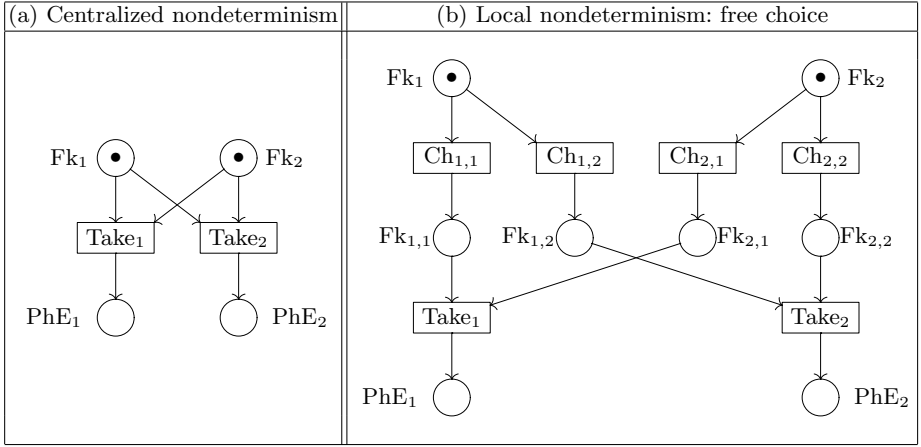 (a) Centralized nondeterminism
(b) Local nondeterminism: free choice
Fk₁
Fk₂
Take₁
Take₂
PhE₁
PhE₂
Fk₁
Fk₂
Ch₁,₁
Ch₁,₂
Ch₂,₁
Ch₂,₂
Fk₁,₁
Fk₁,₂
Fk₂,₁
Fk₂,₂
Take₁
Take₂
PhE₁
PhE₂